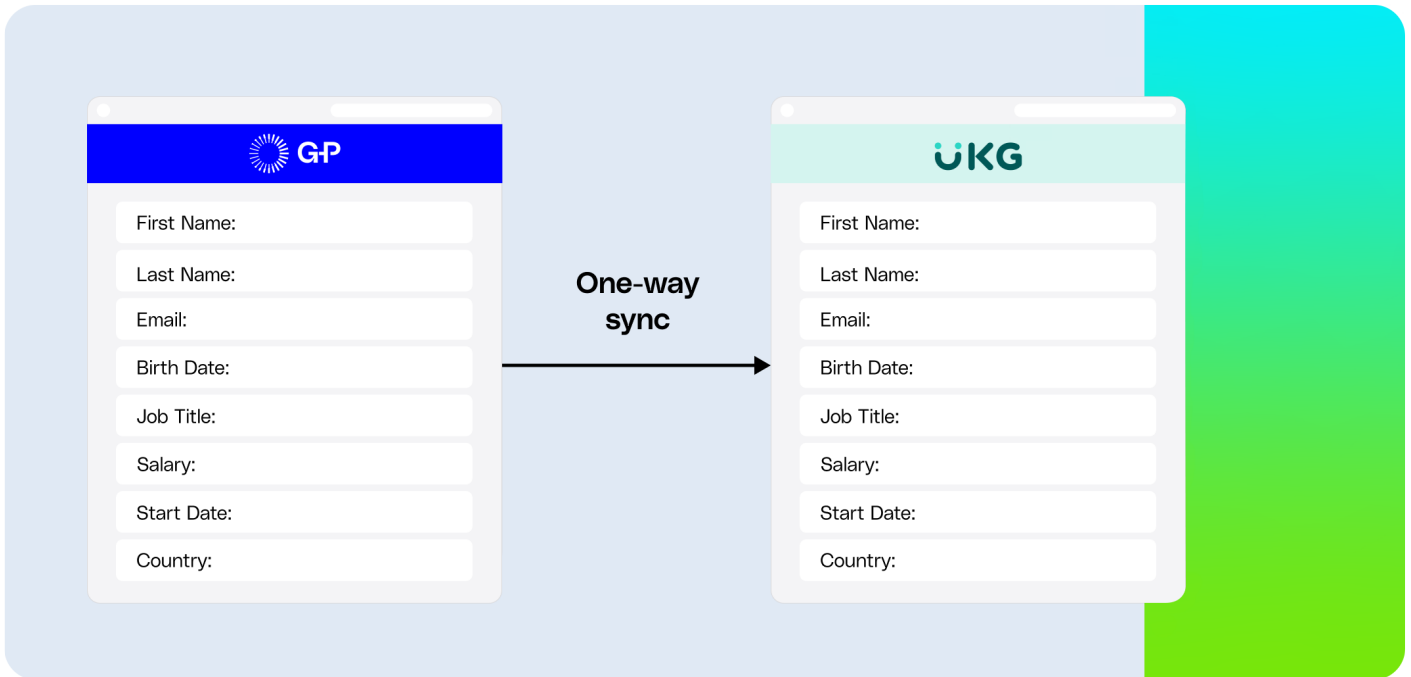 G-P
First Name:
Last Name:
Email:
Birth Date:
Job Title:
Salary:
Start Date:
Country:
One-way
sync
UKG
First Name:
Last Name:
Email:
Birth Date:
Job Title:
Salary:
Start Date:
Country: